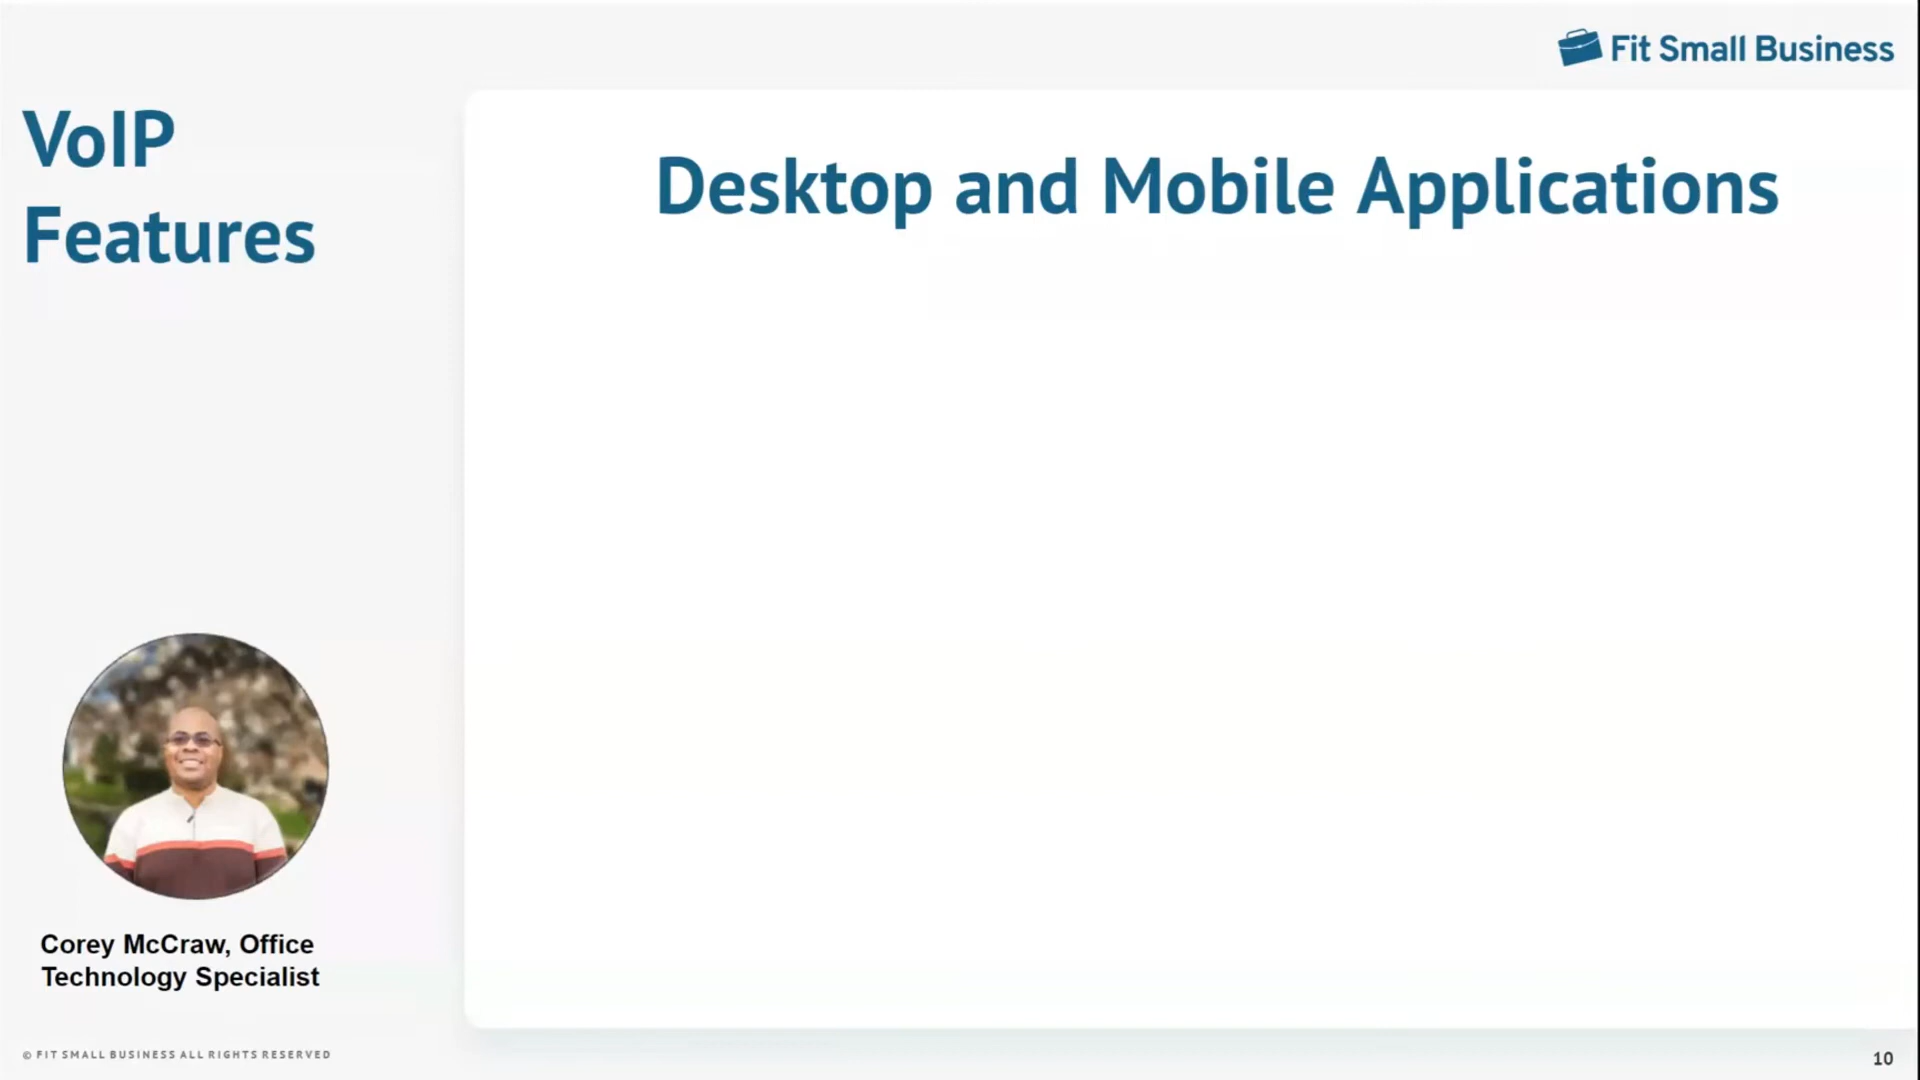 Fit Small Business
VoIP
Features
Desktop and Mobile Applications
Corey McCraw, Office
Technology Specialist
© FIT SMALL BUSINESS ALL RIGHTS RESERVED
10